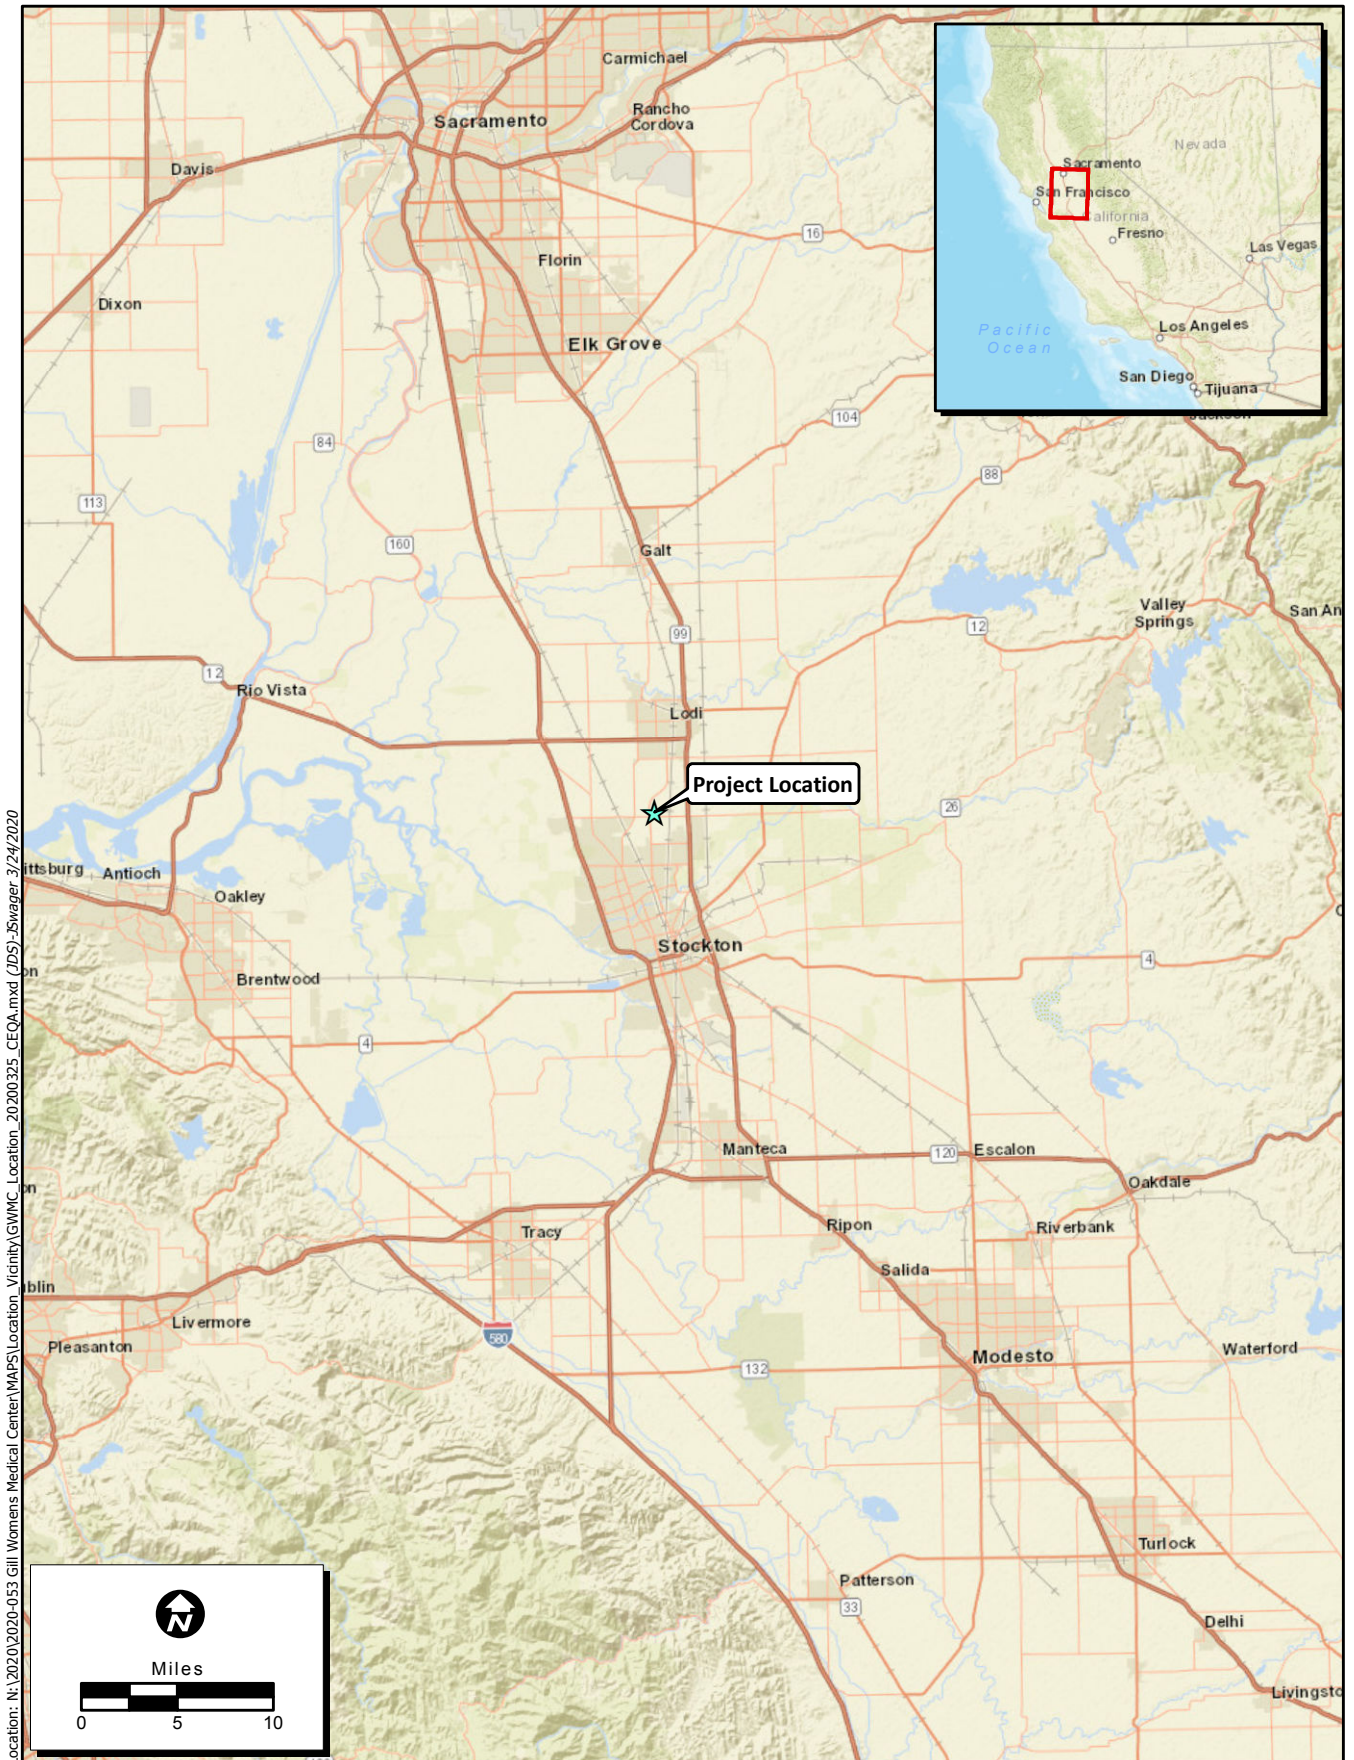 Carmichael
Sacramento
Rancho
Cordova
Davis
Florin
Dixon
Elk Grove
16
104
84
88
113
160
Galt
Valley
Springs
San An
99
12
12
Rio Vista
Lodi
Project Location
26
ittsburg
Antioch
Oakley
Stockton
on
Brentwood
4
4
Manteca
120
Escalon
Oakdale
on
Tracy
Ripon
Riverbank
Salida
blin
Livermore
580
Pleasanton
Modesto
Waterford
132
Turlock
Patterson
33
Delhi
Livingsto
Nevada
Sacramento
San Francisco
alifornia
Fresno
Las Vegas
Pacific
Ocean
Los Angeles
San Diego
Tijuana
Jackson
N
Miles
0 5 10
ocation: N:\2020\2020-053 Gill Womens Medical Center\MAPS\Location_Vicinity\GWMC_Location_20200325_CEQA.mxd (JDS)-JSwager 3/24/2020